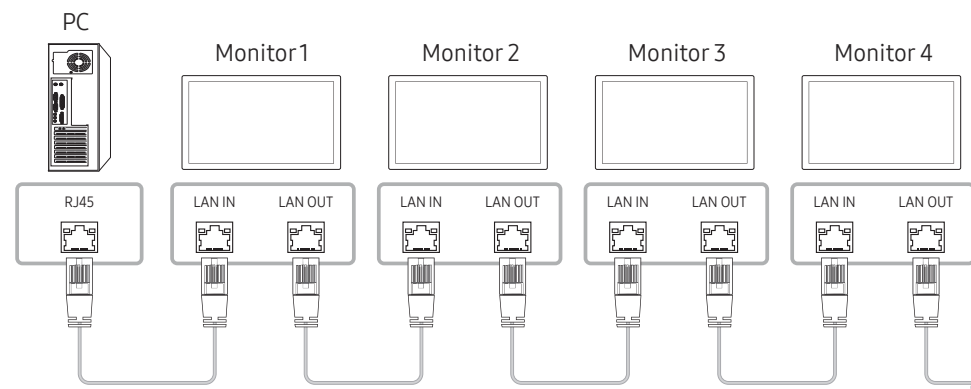 PC
Monitor 1
Monitor 2
Monitor 3
Monitor 4
RJ45
LAN IN
LAN OUT
LAN IN
LAN OUT
LAN IN
LAN OUT
LAN IN
LAN OUT